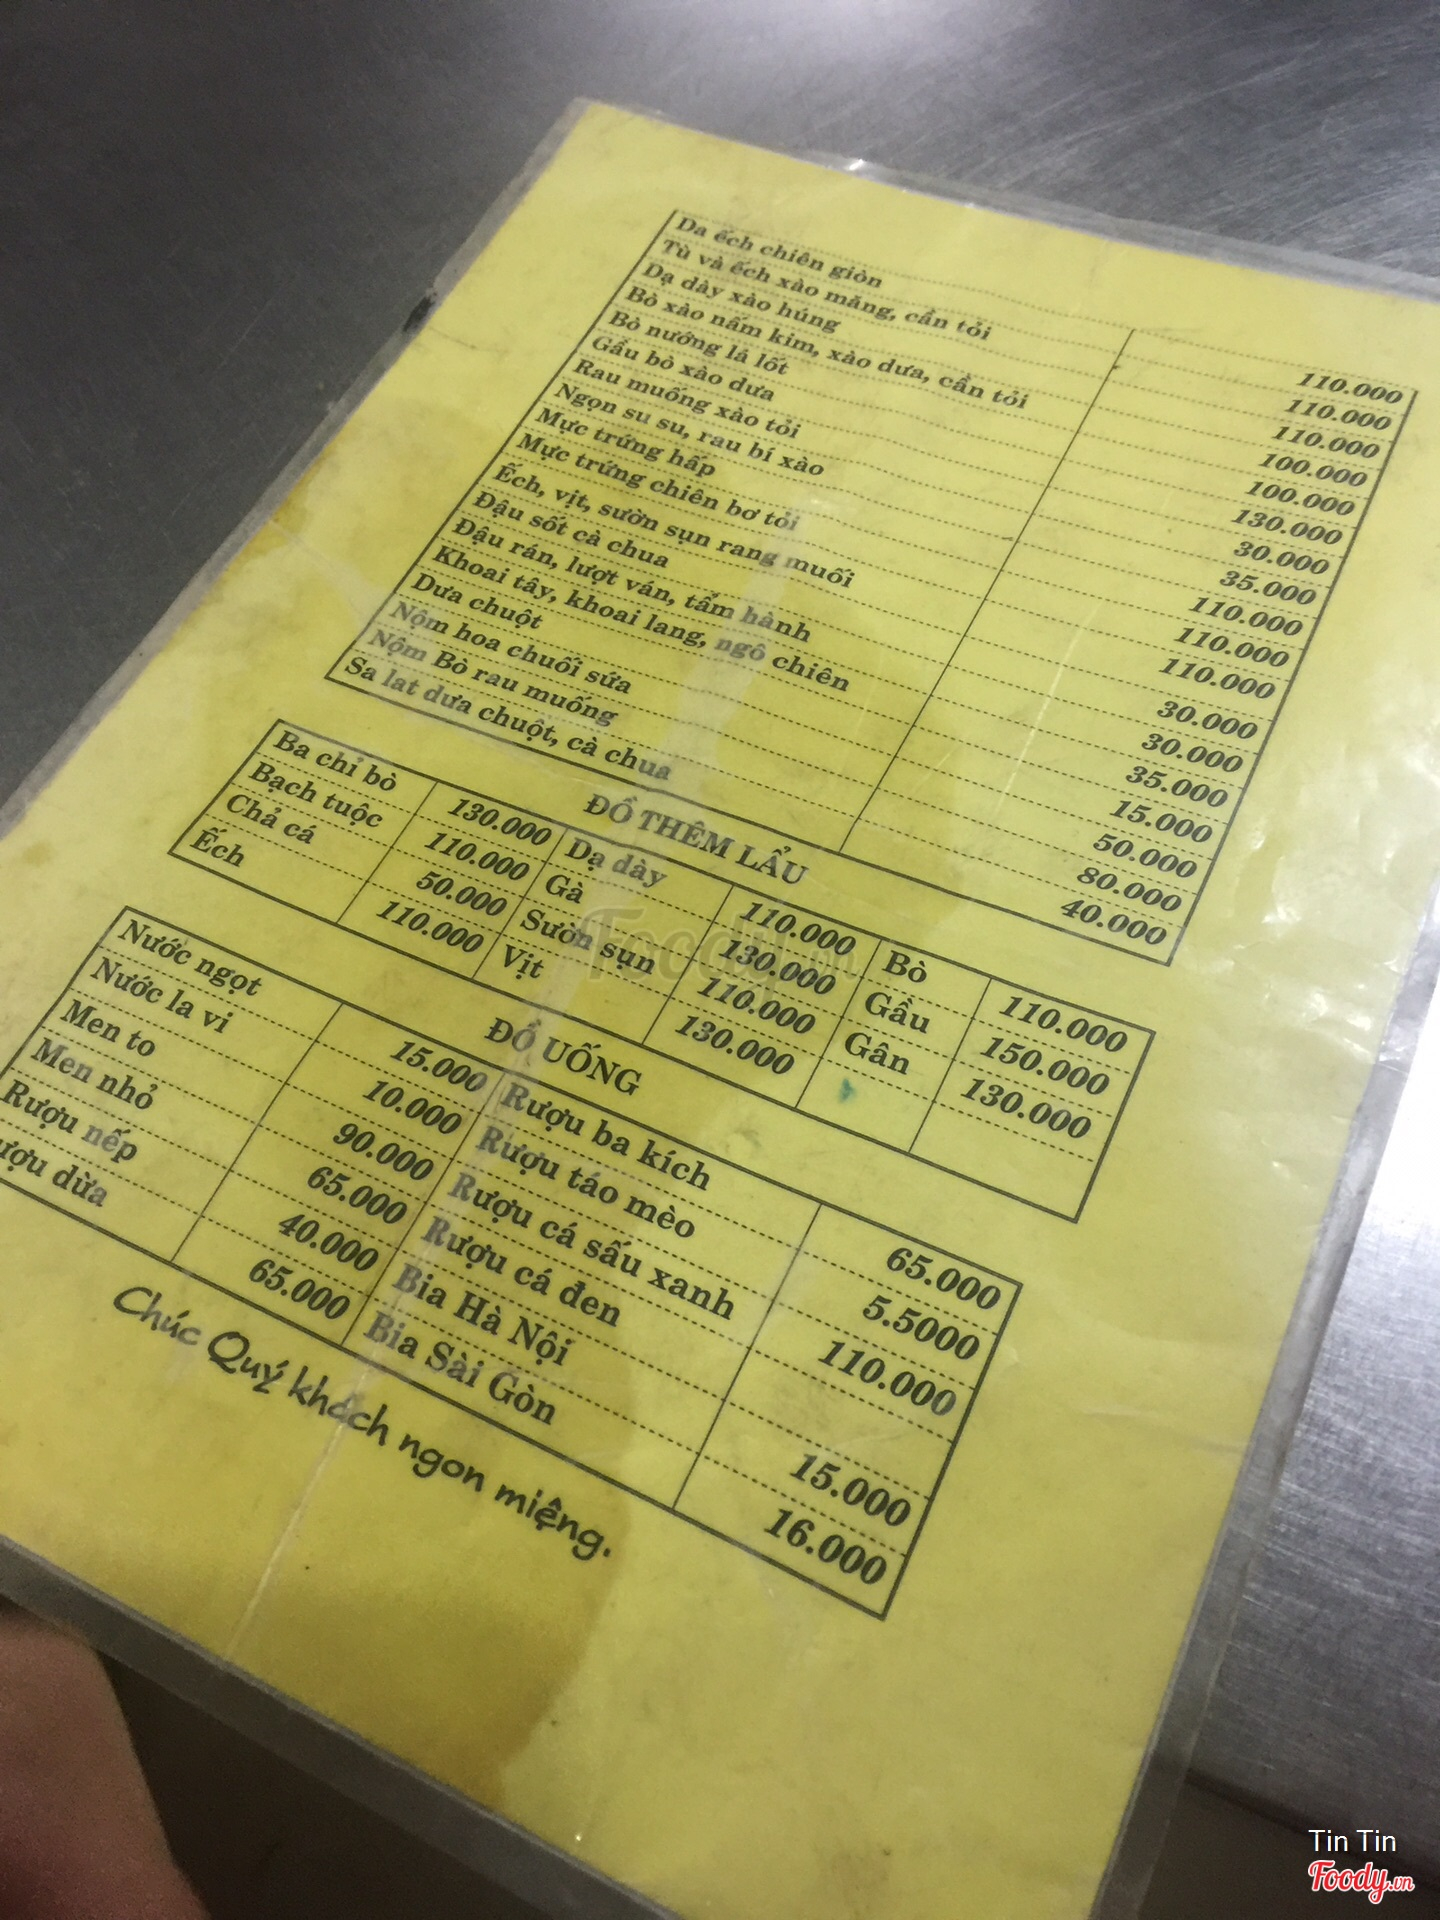 Da ếch chiên giòn 110.000
Tù và ếch xào măng, cần tỏi 110.000
Dạ dày xào húng 110.000
Bò xào nấm kim, xào dưa, cần tỏi 100.000
Bò nướng lá lốt 100.000
Gầu bò xào dưa 130.000
Rau muống xào tỏi 30.000
Ngọn su su, rau bí xào 35.000
Mực trứng hấp 110.000
Mực trứng chiên bơ tỏi 110.000
Ếch, vịt, sườn sụn rang muối 110.000
Đậu sốt cà chua 30.000
Đậu rán, lượt ván, tẩm hành 30.000
Khoai tây, khoai lang, ngô chiên 35.000
Dưa chuột 15.000
Nộm hoa chuối sứa 50.000
Nộm Bò rau muống 80.000
Sa lat dưa chuột, cà chua 40.000
ĐỒ THÊM LẨU
Ba chỉ bò 130.000 Dạ dày 110.000 Bò 110.000
Bạch tuộc 110.000 Gà 130.000 Gầu 150.000
Chả cá 50.000 Sườn sụn 110.000 Gân 130.000
Ếch 110.000 Vịt 130.000
ĐỒ UỐNG
Nước ngọt 15.000 Rượu ba kích 65.000
Nước la vi 10.000 Rượu táo mèo 5.5000
Men to 90.000 Rượu cá sấu xanh 110.000
Men nhỏ 65.000 Rượu cá đen
Rượu nếp 40.000 Bia Hà Nội 15.000
ượu dừa 65.000 Bia Sài Gòn 16.000
Chúc Quý khách ngon miệng.
Foody.vn
Tin Tin
Foody.vn